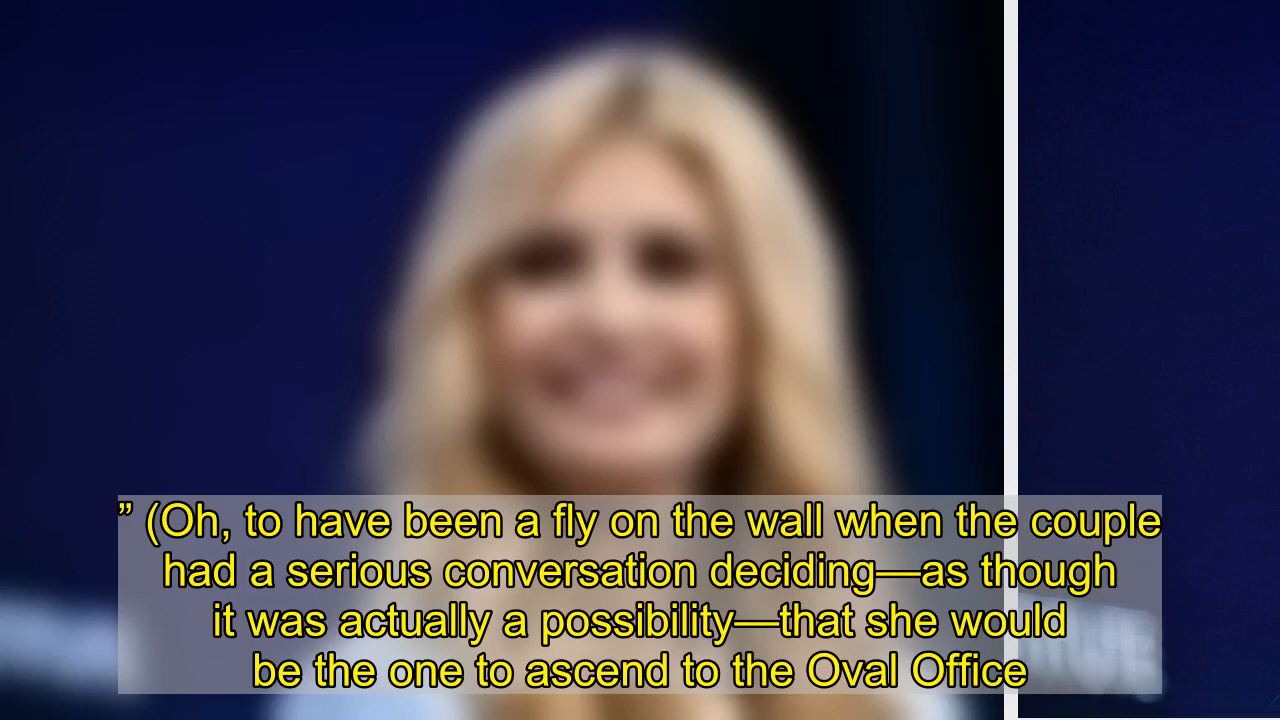 ” (Oh, to have been a fly on the wall when the couple
had a serious conversation deciding—as though
it was actually a possibility—that she would
be the one to ascend to the Oval Office